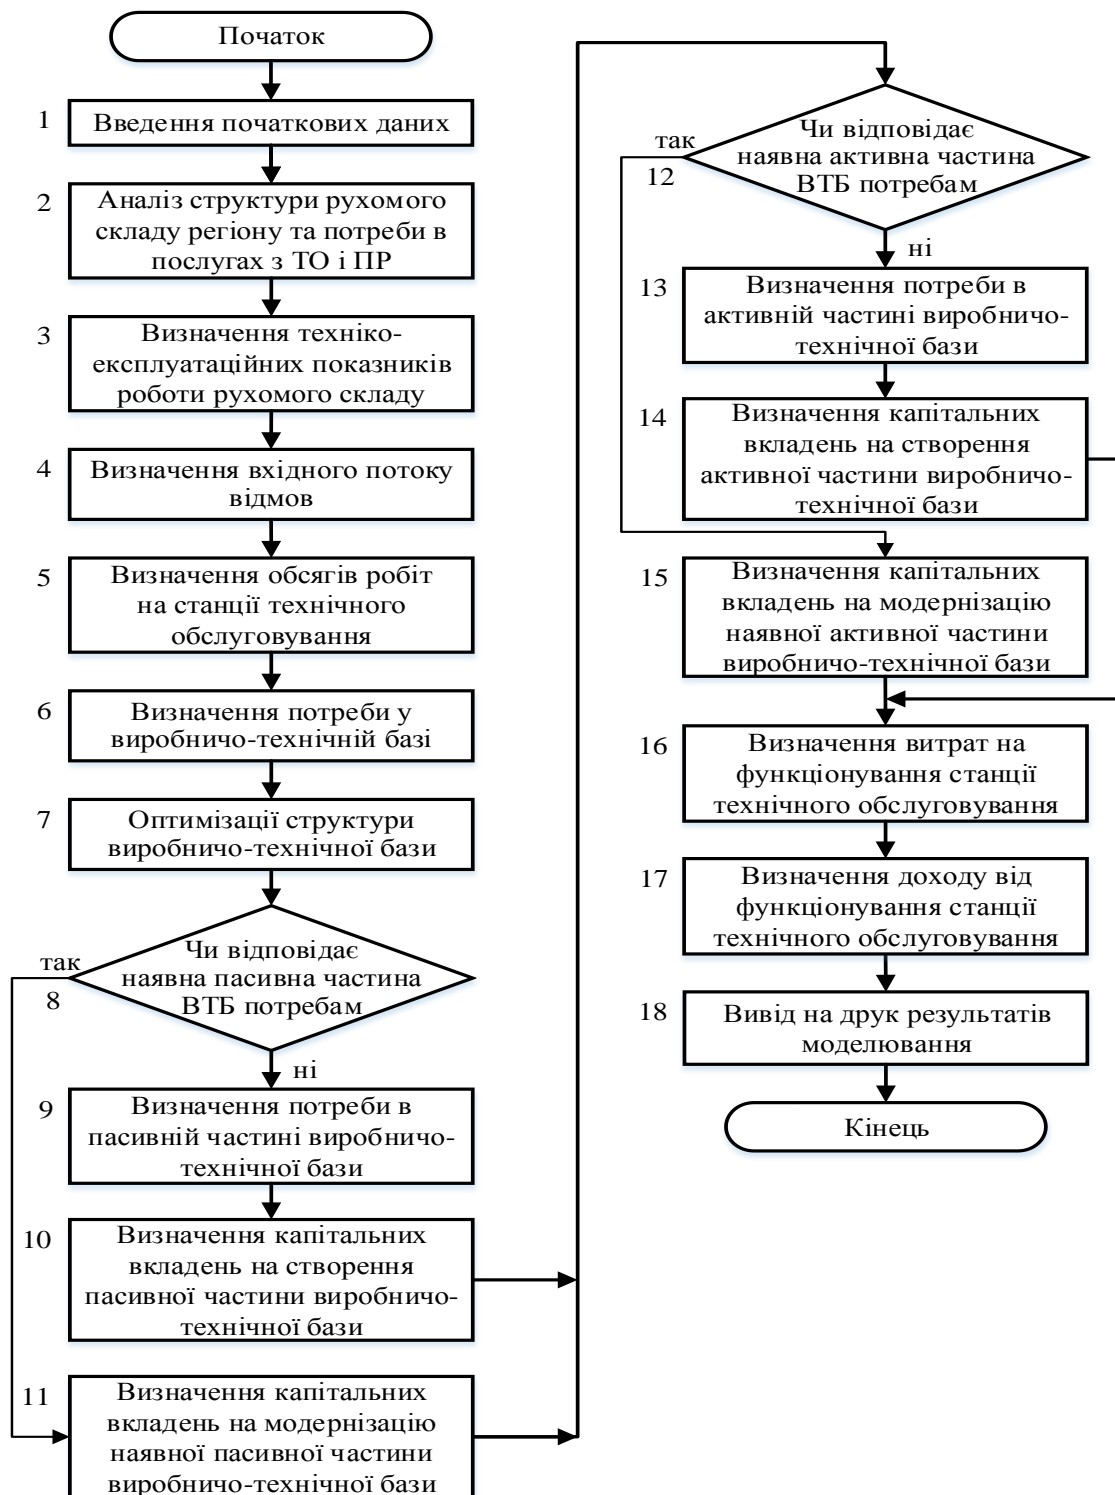 Початок
1
Введення початкових даних
2
Аналіз структури рухомого
складу регіону та потреби в
послугах з ТО і ПР
3
Визначення техніко-
експлуатаційних показників
роботи рухомого складу
4
Визначення вхідного потоку
відмов
5
Визначення обсягів робіт
на станції технічного
обслуговування
6
Визначення потреби у
виробничо-технічній базі
7
Оптимізації структури
виробничо-технічної бази
так
8
Чи відповідає
наявна пасивна частина
ВТБ потребам
ні
9
Визначення потреби в
пасивній частині виробничо-
технічної бази
10
Визначення капітальних
вкладень на створення
пасивної частини виробничо-
технічної бази
11
Визначення капітальних
вкладень на модернізацію
наявної пасивної частини
виробничо-технічної бази
так
12
Чи відповідає
наявна активна частина
ВТБ потребам
ні
13
Визначення потреби в
активній частині виробничо-
технічної бази
14
Визначення капітальних
вкладень на створення
активної частини виробничо-
технічної бази
15
Визначення капітальних
вкладень на модернізацію
наявної активної частини
виробничо-технічної бази
16
Визначення витрат на
функціонування станції
технічного обслуговування
17
Визначення доходу від
функціонування станції
технічного обслуговування
18
Вивід на друк результатів
моделювання
Кінець